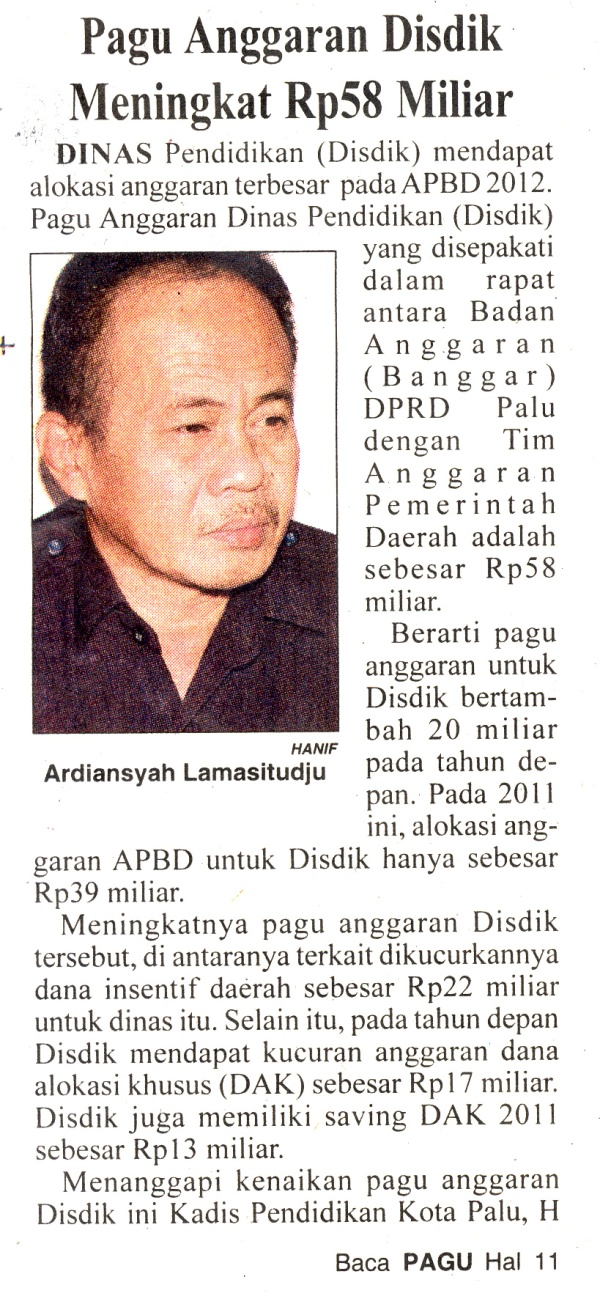 Pagu Anggaran Disdik
Meningkat Rp58 Miliar
DINAS Pendidikan (Disdik) mendapat
alokasi anggaran terbesar pada APBD 2012.
Pagu Anggaran Dinas Pendidikan (Disdik)
yang disepakati
dalam rapat
antara Badan
Anggaran
(Banggar)
DPRD Palu
dengan Tim
Anggaran
Pemerintah
Daerah adalah
sebesar Rp58
miliar.
Berarti pagu
anggaran untuk
Disdik bertam-
bah 20 miliar
pada tahun de-
pan. Pada 2011
ini, alokasi ang-
garan APBD untuk Disdik hanya sebesar
Rp39 miliar.
HANIF
Ardiansyah Lamasitudju
Meningkatnya pagu anggaran Disdik
tersebut, di antaranya terkait dikucurkannya
dana insentif daerah sebesar Rp22 miliar
untuk dinas itu. Selain itu, pada tahun depan
Disdik mendapat kucuran anggaran dana
alokasi khusus (DAK) sebesar Rp17 miliar.
Disdik juga memiliki saving DAK 2011
sebesar Rp13 miliar.
Menanggapi kenaikan pagu anggaran
Disdik ini Kadis Pendidikan Kota Palu, H
Baca PAGU Hal 11